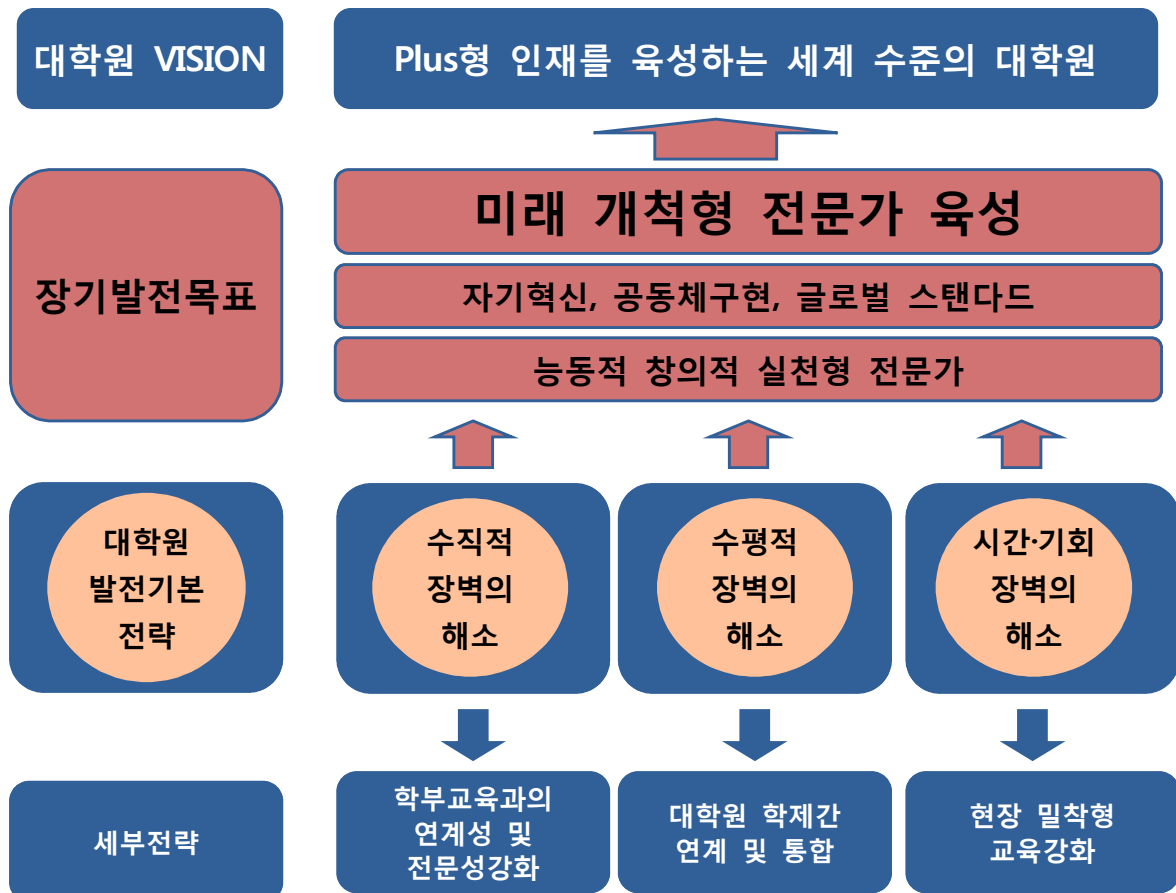 대학원 VISION
Plus형 인재를 육성하는 세계 수준의 대학원
장기발전목표
미래 개척형 전문가 육성
자기혁신, 공동체구현, 글로벌 스탠다드
능동적 창의적 실천형 전문가
대학원
발전기본
전략
수직적
장벽의
해소
수평적
장벽의
해소
시간·기회
장벽의
해소
세부전략
학부교육과의
연계성 및
전문성강화
대학원 학제간
연계 및 통합
현장 밀착형
교육강화